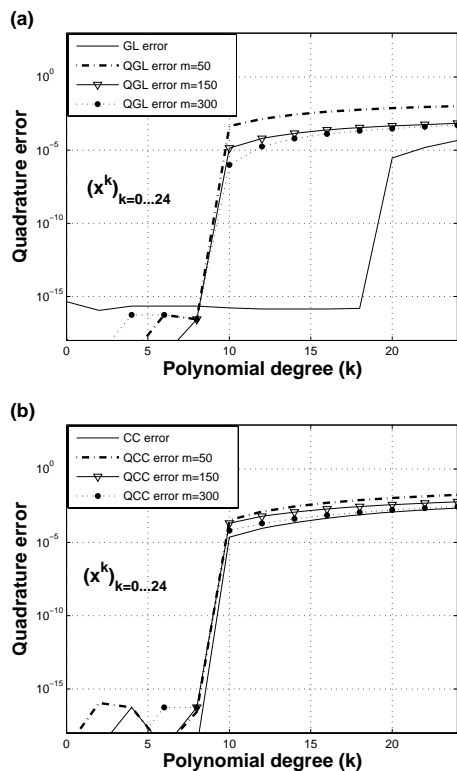 (a)
GL error
QGL error m=50
QGL error m=150
QGL error m=300
10^0
10^-5
10^-10
10^-15
Quadrature error
(x^k)_k=0...24
0 5 10 15 20
Polynomial degree (k)
(b)
CC error
QCC error m=50
QCC error m=150
QCC error m=300
10^0
10^-5
10^-10
10^-15
Quadrature error
(x^k)_k=0...24
0 5 10 15 20
Polynomial degree (k)